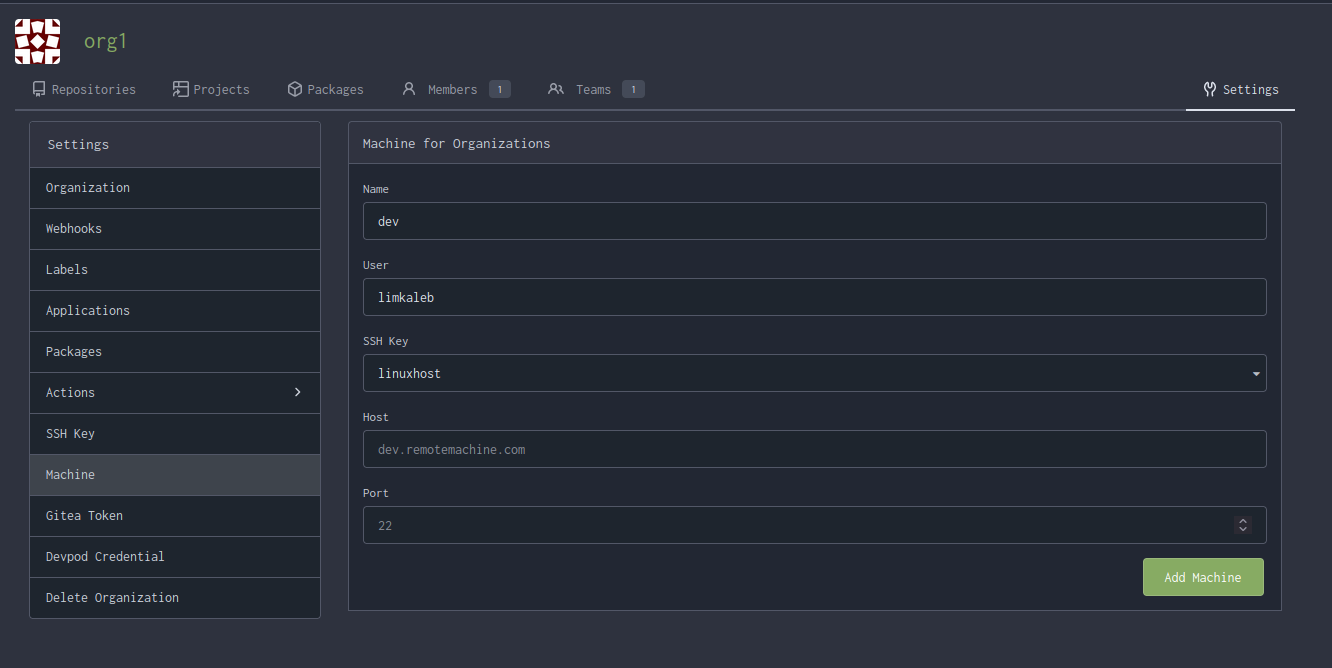 org1
Repositories Projects Packages Members 1 Teams 1 Settings
Settings
Organization
Webhooks
Labels
Applications
Packages
Actions
SSH Key
Machine
Gitea Token
Devpod Credential
Delete Organization
Machine for Organizations
Name
dev
User
limkaleb
SSH Key
linuxhost
Host
dev.remotemachine.com
Port
22
Add Machine